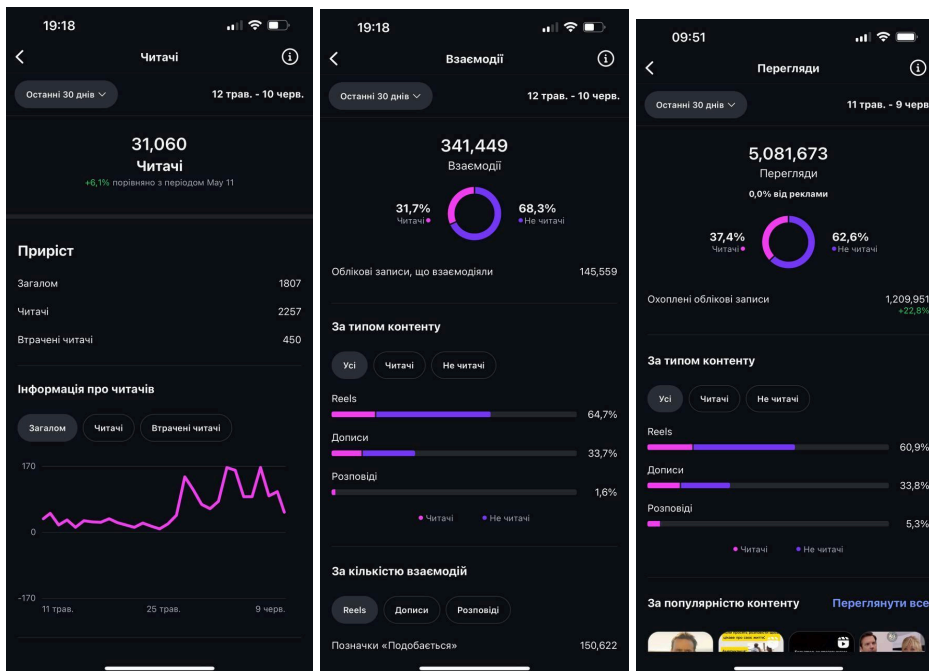 19:18
Читачі
Останні 30 днів
12 трав. - 10 черв.
31,060
Читачі
+6,1% порівняно з періодом May 11
Приріст
Загалом 1807
Читачі 2257
Втрачені читачі 450
Інформація про читачів
Загалом Читачі Втрачені читачі
170
0
-170
11 трав. 25 трав. 9 черв.
19:18
Взаємодії
Останні 30 днів
12 трав. - 10 черв.
341,449
Взаємодії
31,7% 68,3%
Читачі Не читачі
Облікові записи, що взаємодіяли 145,559
За типом контенту
Усі Читачі Не читачі
Reels
64,7%
Дописи
33,7%
Розповіді
1,6%
Читачі Не читачі
За кількістю взаємодій
Reels Дописи Розповіді
Позначки «Подобається» 150,622
09:51
Перегляди
Останні 30 днів
11 трав. - 9 черв
5,081,673
Перегляди
0,0% від реклами
37,4% 62,6%
Читачі Не читачі
Охоплені облікові записи 1,209,951
+22,8%
За типом контенту
Усі Читачі Не читачі
Reels
60,9%
Дописи
33,8%
Розповіді
5,3%
Читачі Не читачі
За популярністю контенту Переглянути все